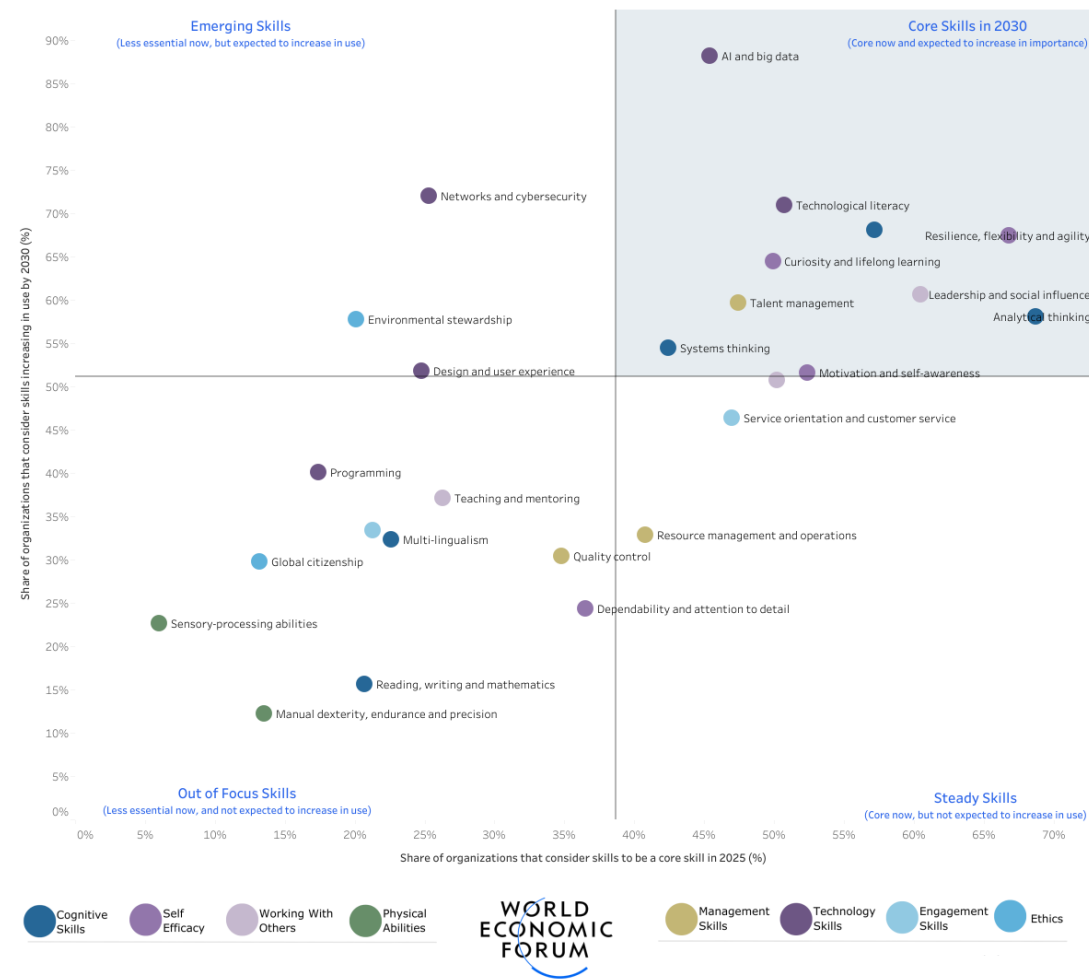 Emerging Skills
(Less essential now, but expected to increase in use)
Core Skills in 2030
(Core now and expected to increase in importance)
90%
85%
80%
75%
70%
65%
60%
55%
50%
45%
40%
35%
30%
25%
20%
15%
10%
5%
0%
Share of organizations that consider skills increasing in use by 2030 (%)
AI and big data
Networks and cybersecurity
Technological literacy
Resilience, flexibility and agility
Curiosity and lifelong learning
Leadership and social influence
Talent management
Analytical thinking
Environmental stewardship
Systems thinking
Design and user experience
Motivation and self-awareness
Service orientation and customer service
Programming
Teaching and mentoring
Multi-lingualism
Resource management and operations
Quality control
Global citizenship
Dependability and attention to detail
Sensory-processing abilities
Reading, writing and mathematics
Manual dexterity, endurance and precision
Out of Focus Skills
(Less essential now, and not expected to increase in use)
Steady Skills
(Core now, but not expected to increase in use)
0%
5%
10%
15%
20%
25%
30%
35%
40%
45%
50%
55%
60%
65%
70%
Share of organizations that consider skills to be a core skill in 2025 (%)
Cognitive
Skills
Self
Efficacy
Working With
Others
Physical
Abilities
WORLD
ECONOMIC
FORUM
Management
Skills
Technology
Skills
Engagement
Skills
Ethics